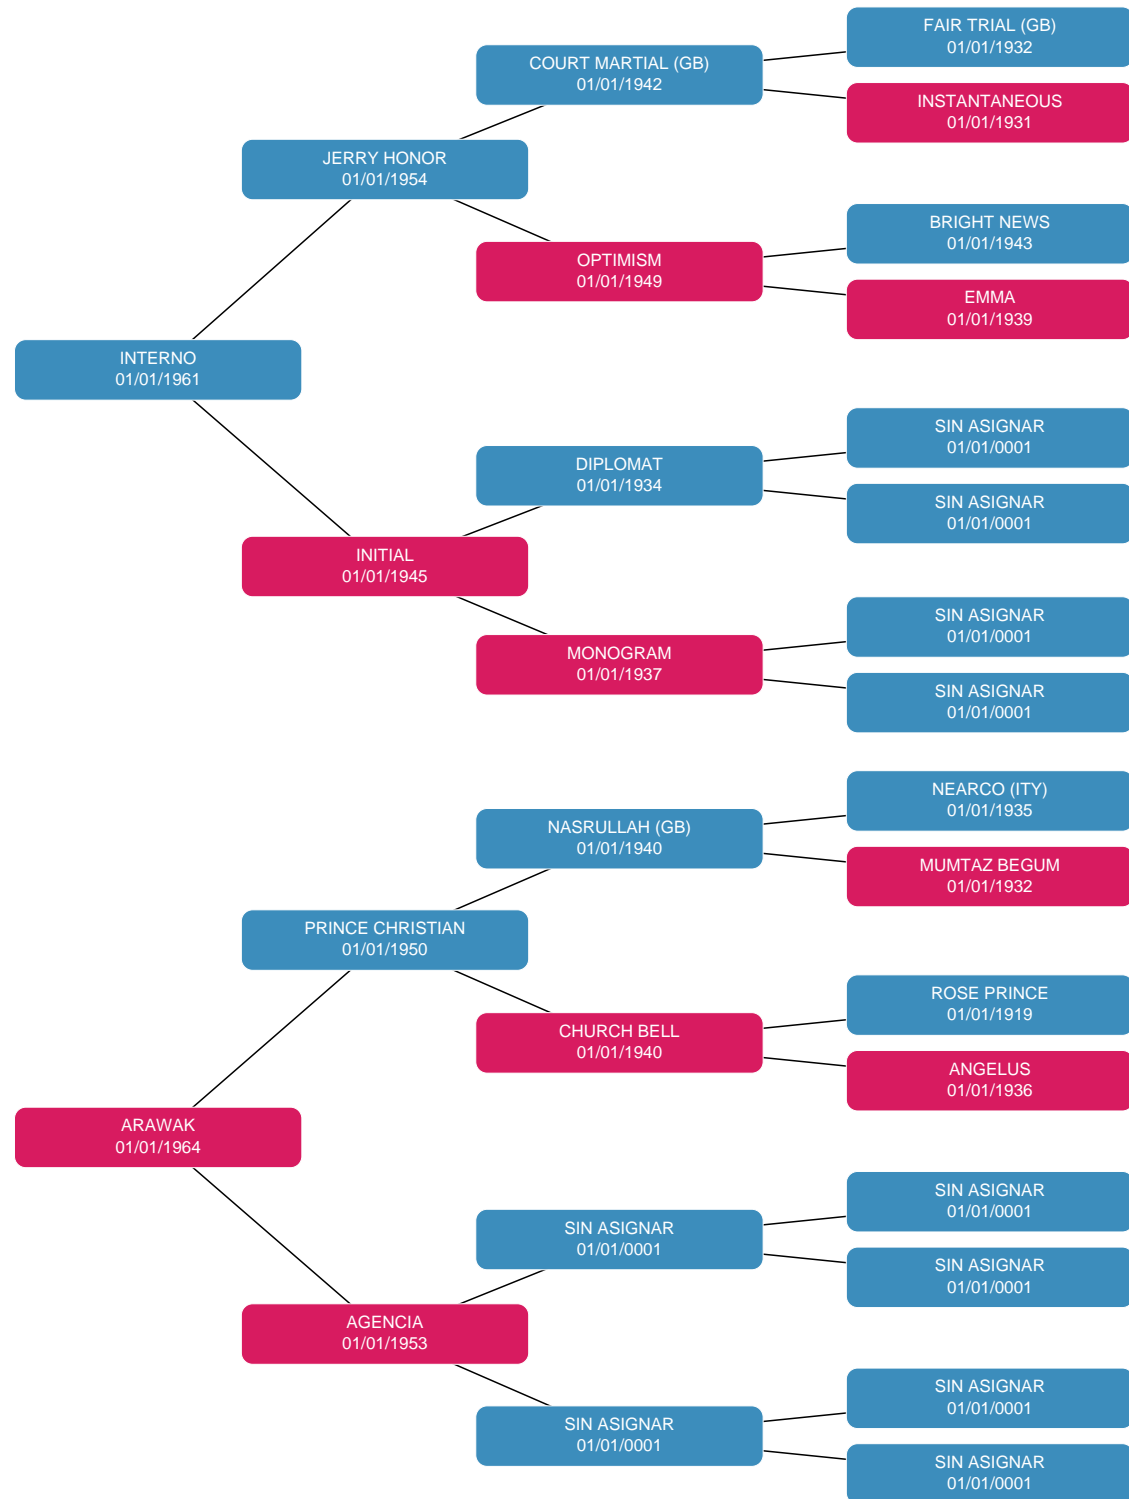 FAIR TRIAL (GB)
01/01/1932
COURT MARTIAL (GB)
01/01/1942
INSTANTANEOUS
01/01/1931
JERRY HONOR
01/01/1954
BRIGHT NEWS
01/01/1943
OPTIMISM
01/01/1949
EMMA
01/01/1939
INTERNO
01/01/1961
SIN ASIGNAR
01/01/0001
DIPLOMAT
01/01/1934
SIN ASIGNAR
01/01/0001
INITIAL
01/01/1945
SIN ASIGNAR
01/01/0001
MONOGRAM
01/01/1937
SIN ASIGNAR
01/01/0001
NEARCO (ITY)
01/01/1935
NASRULLAH (GB)
01/01/1940
MUMTAZ BEGUM
01/01/1932
PRINCE CHRISTIAN
01/01/1950
ROSE PRINCE
01/01/1919
CHURCH BELL
01/01/1940
ANGELUS
01/01/1936
ARAWAK
01/01/1964
SIN ASIGNAR
01/01/0001
SIN ASIGNAR
01/01/0001
SIN ASIGNAR
01/01/0001
AGENCIA
01/01/1953
SIN ASIGNAR
01/01/0001
SIN ASIGNAR
01/01/0001
SIN ASIGNAR
01/01/0001